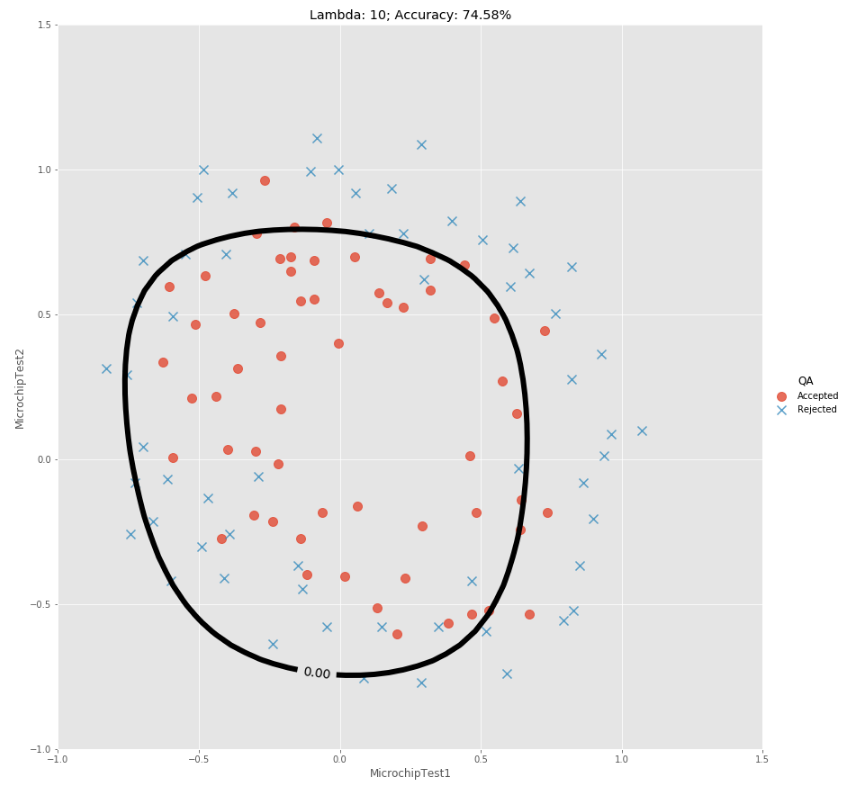 Lambda: 10; Accuracy: 74.58%
1.5
1.0
0.5
0.0
−0.5
−1.0
MicrochipTest2
0.00
−1.0 −0.5 0.0 0.5 1.0 1.5
MicrochipTest1
QA
Accepted
Rejected